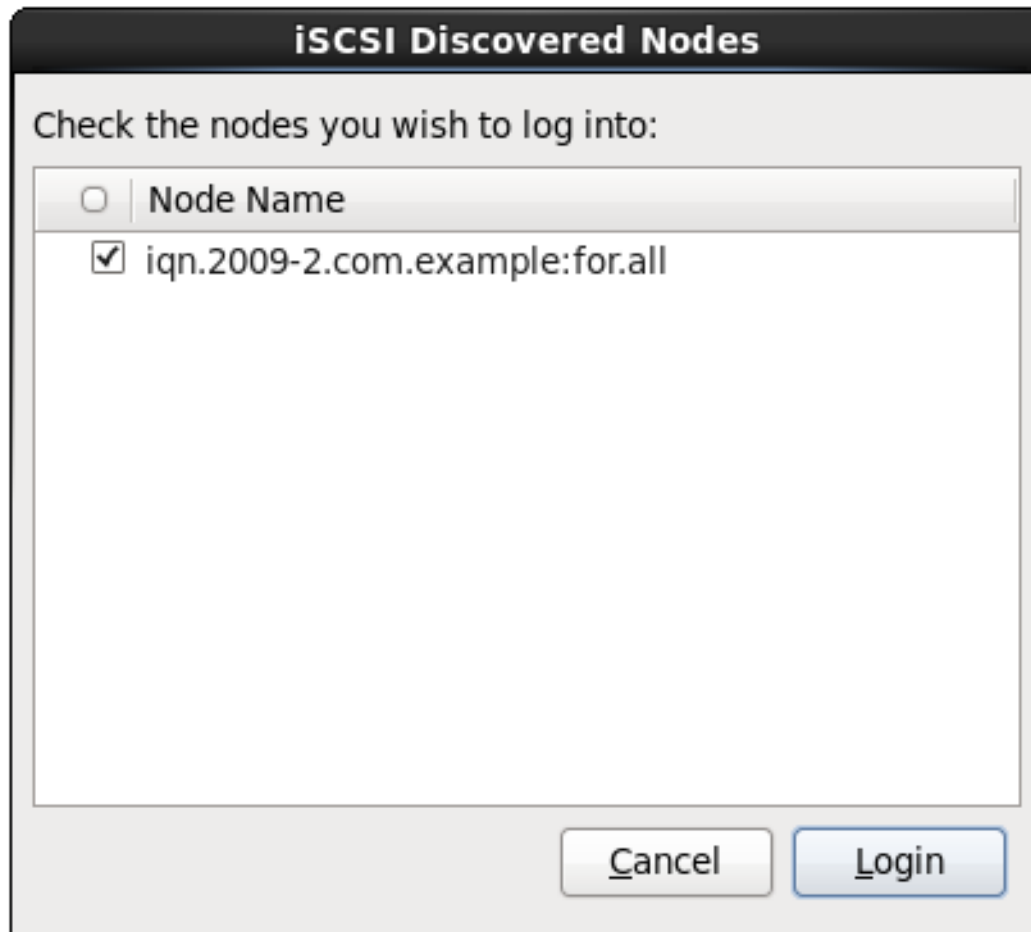 iSCSI Discovered Nodes
Check the nodes you wish to log into:
Node Name
iqn.2009-2.com.example:for.all
Cancel
Login